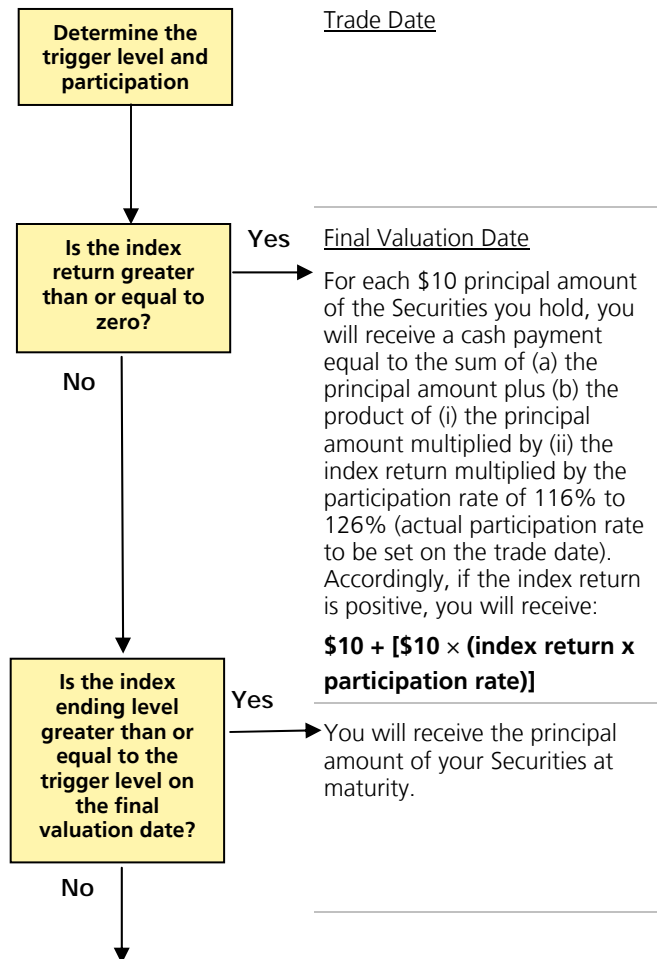 Determine the
trigger level and
participation
Trade Date
Is the index
return greater
than or equal to
zero?
Yes
Final Valuation Date
For each $10 principal amount
of the Securities you hold, you
will receive a cash payment
equal to the sum of (a) the
principal amount plus (b) the
product of (i) the principal
amount multiplied by (ii) the
index return multiplied by the
participation rate of 116% to
126% (actual participation rate
to be set on the trade date).
Accordingly, if the index return
is positive, you will receive:
$10 + [$10 × (index return x
participation rate)]
No
Is the index
ending level
greater than or
equal to the
trigger level on
the final
valuation date?
Yes
You will receive the principal
amount of your Securities at
maturity.
No